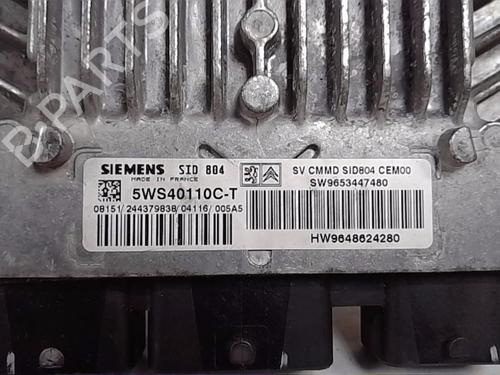 B-PARTS
SIEMENS SID 804
MADE IN FRANCE
5WS40110C-T
08151/244379838/04116/005A5
SV CMMD SID804 CEM00
SW9653447480
HW9648624280